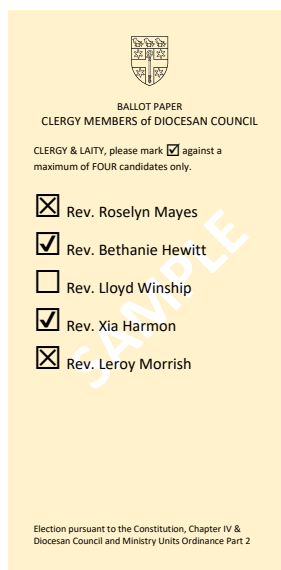 BALLOT PAPER
CLERGY MEMBERS of DIOCESAN COUNCIL
CLERGY & LAITY, please mark ☑ against a
maximum of FOUR candidates only.
☒ Rev. Roselyn Mayes
☑ Rev. Bethanie Hewitt
☐ Rev. Lloyd Winship
☑ Rev. Xia Harmon
☒ Rev. Leroy Morrish
SAMPLE
Election pursuant to the Constitution, Chapter IV &
Diocesan Council and Ministry Units Ordinance Part 2